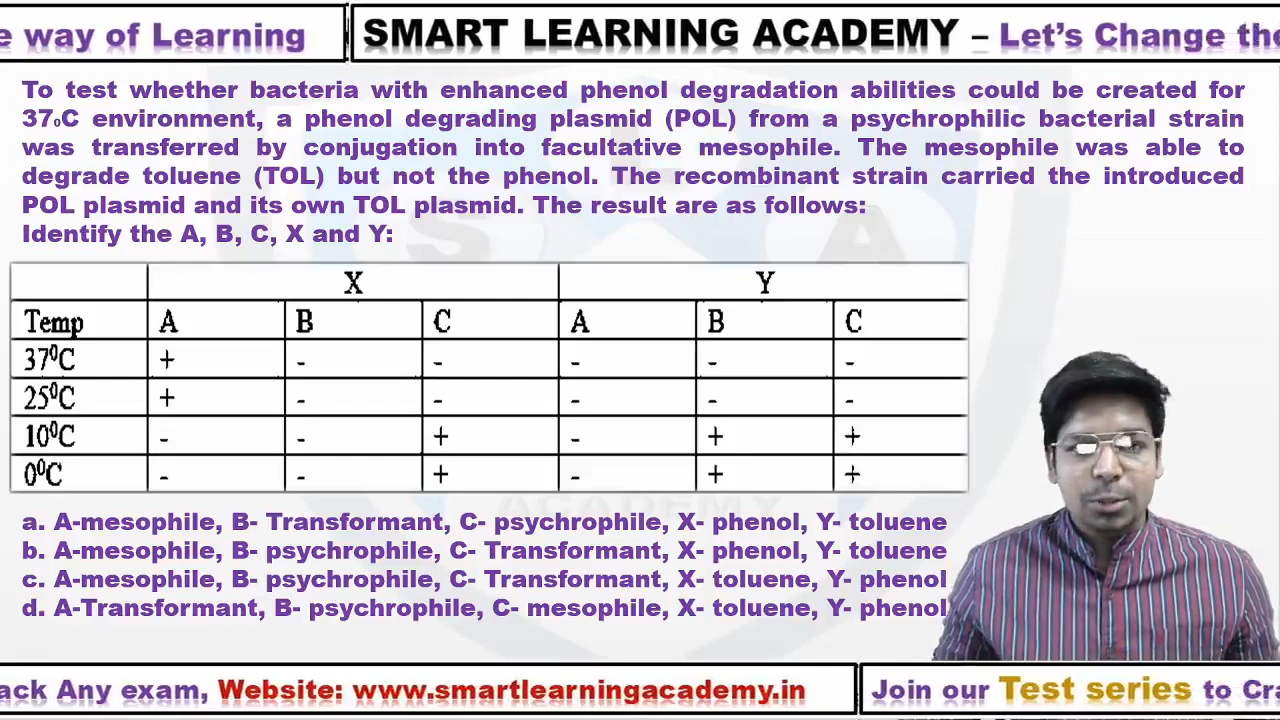 e way of Learning
SMART LEARNING ACADEMY – Let's Change the
To test whether bacteria with enhanced phenol degradation abilities could be created for
37₀C environment, a phenol degrading plasmid (POL) from a psychrophilic bacterial strain
was transferred by conjugation into facultative mesophile. The mesophile was able to
degrade toluene (TOL) but not the phenol. The recombinant strain carried the introduced
POL plasmid and its own TOL plasmid. The result are as follows:
Identify the A, B, C, X and Y:
X Y
Temp A B C A B C
37⁰C + - - - - -
25⁰C + - - - - -
10⁰C - - + - + +
0⁰C - - + - + +
ACADEMY
a. A-mesophile, B- Transformant, C- psychrophile, X- phenol, Y- toluene
b. A-mesophile, B- psychrophile, C- Transformant, X- phenol, Y- toluene
c. A-mesophile, B- psychrophile, C- Transformant, X- toluene, Y- phenol
d. A-Transformant, B- psychrophile, C- mesophile, X- toluene, Y- phenol
ack Any exam, Website: www.smartlearningacademy.in
Join our Test series to Cra